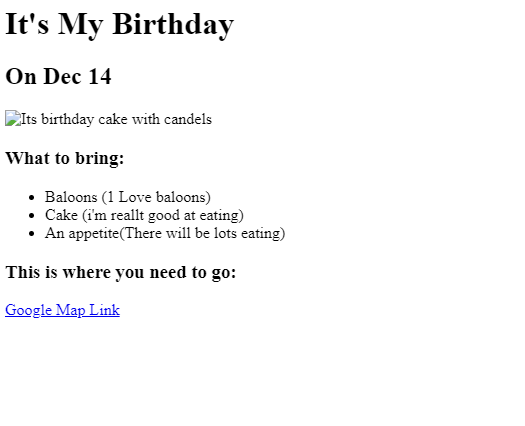 It's My Birthday
On Dec 14
Its birthday cake with candels
What to bring:
Baloons (1 Love baloons)
Cake (i'm reallt good at eating)
An appetite(There will be lots eating)
This is where you need to go:
Google Map Link